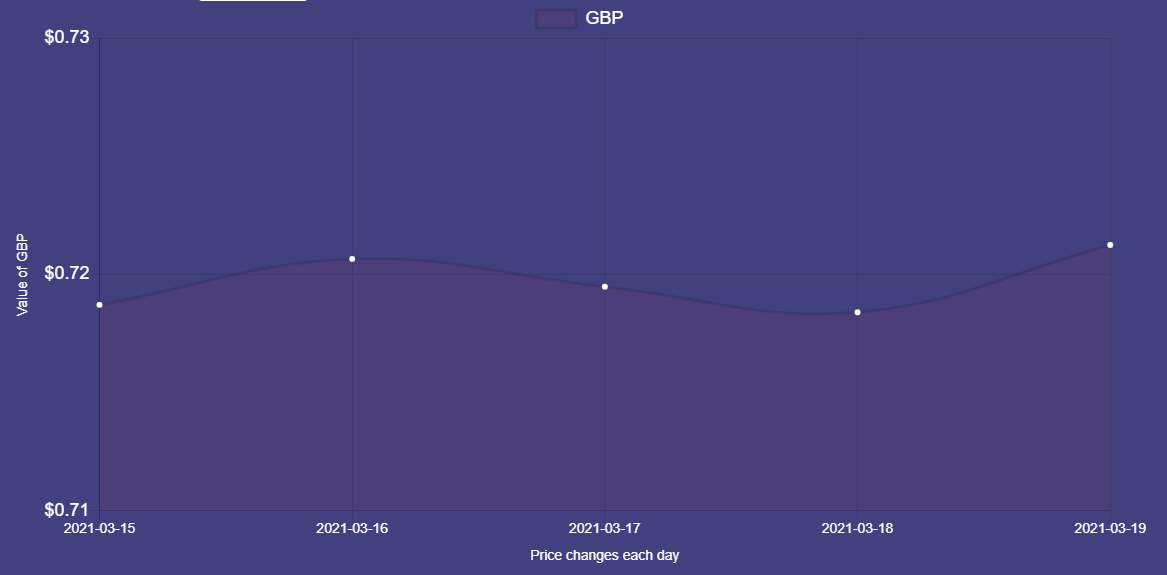 GBP
$0.73
$0.72
$0.71
Value of GBP
2021-03-15
2021-03-16
2021-03-17
2021-03-18
2021-03-19
Price changes each day